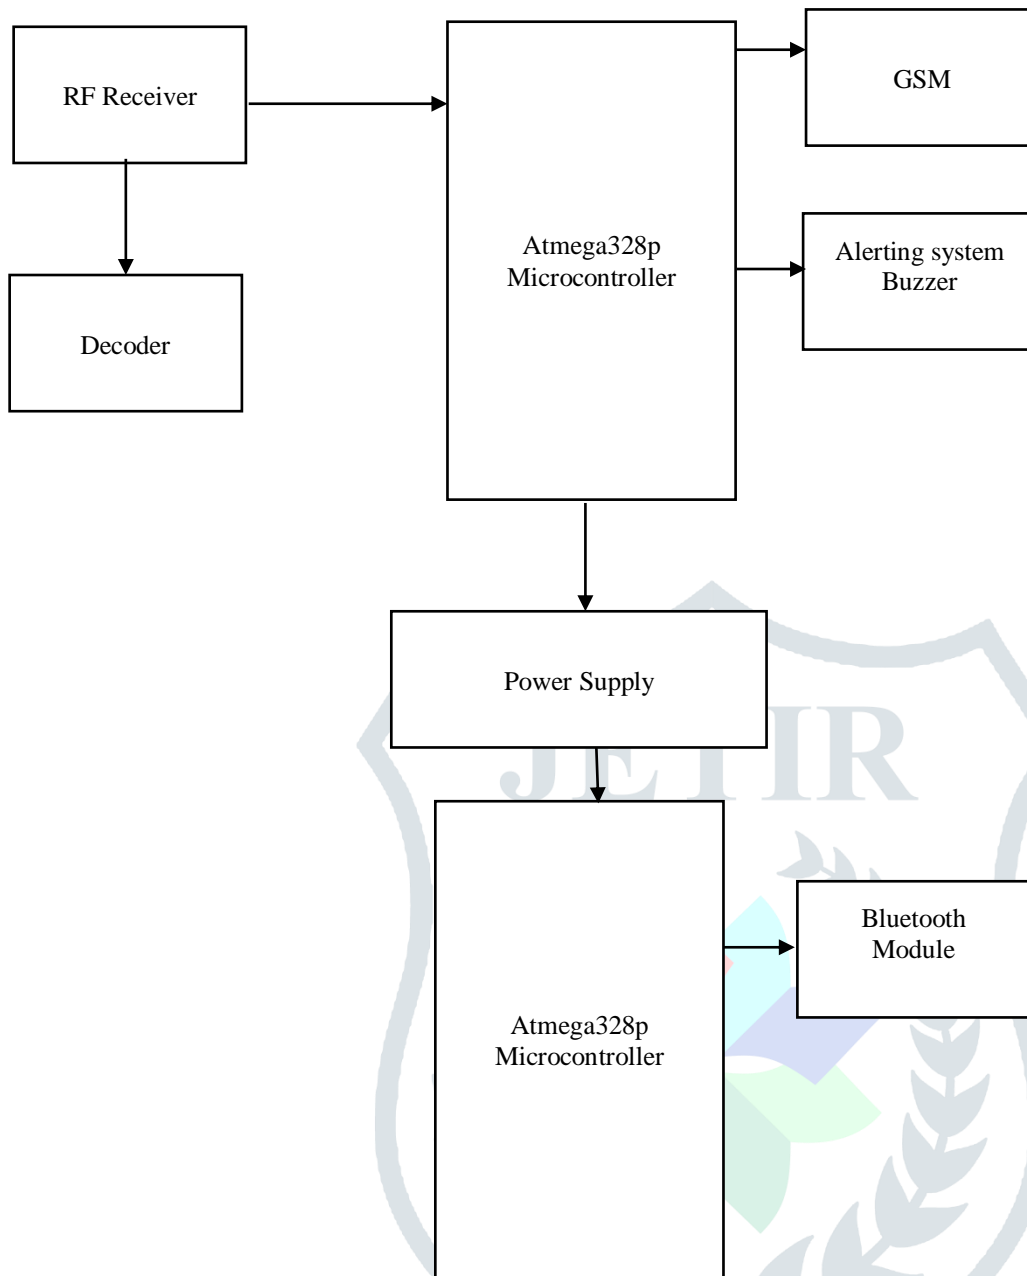 RF Receiver
GSM
Atmega328p
Microcontroller
Alerting system
Buzzer
Decoder
Power Supply
JETIR
Bluetooth
Module
Atmega328p
Microcontroller